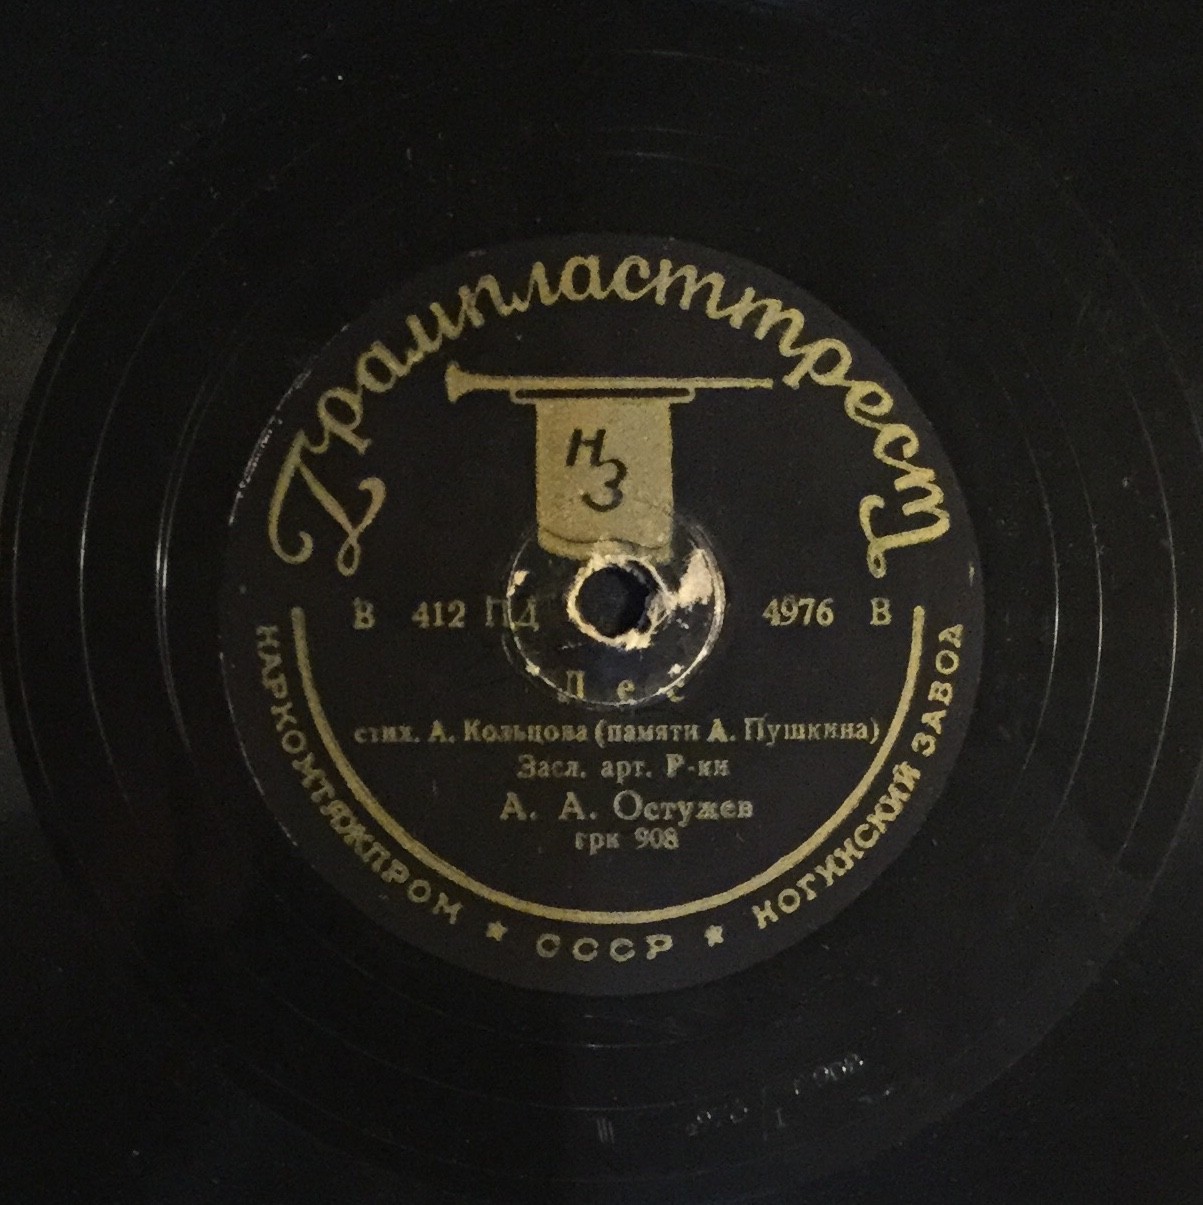 Грампласттрест
НЗ
В 412 ПД 4976 В
Лес
стих. А. Кольцова (памяти А. Пушкина)
Засл. арт. Р-ки
А. А. Остужев
грк 908
НАРКОМТЯЖПРОМ ★ СССР ★ НОГИНСКИЙ ЗАВОД